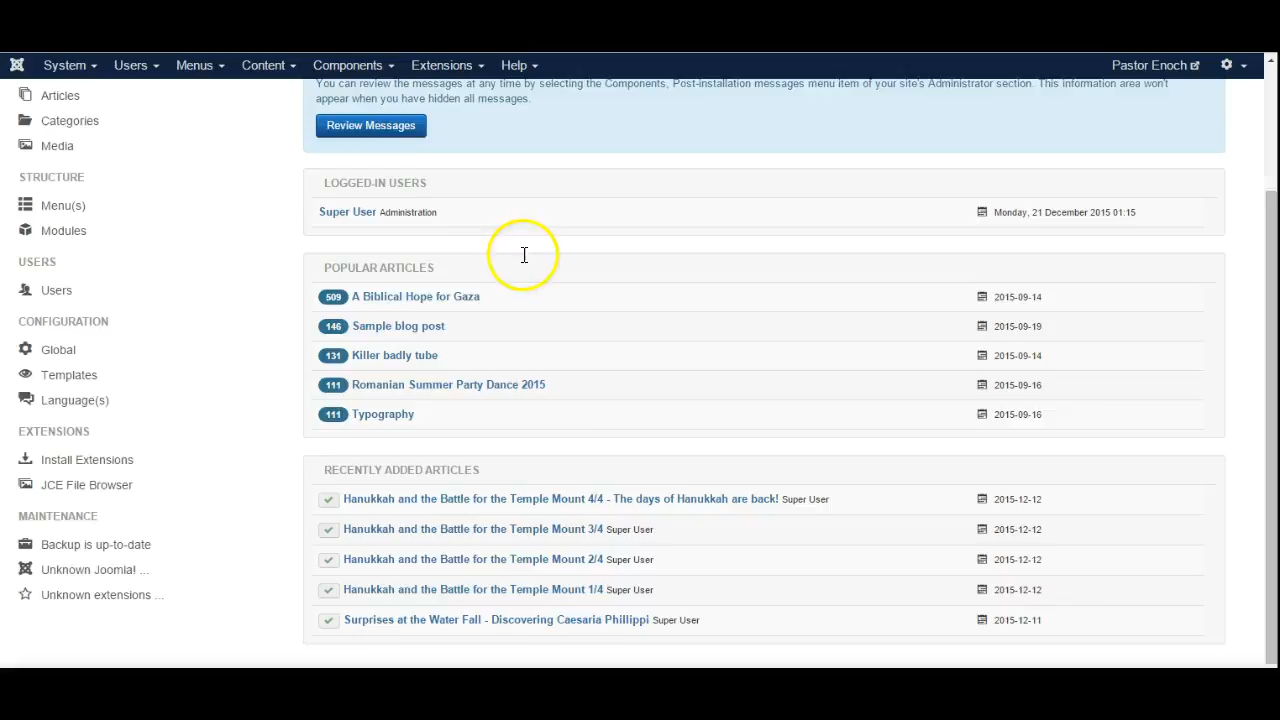 System Users Menus Content Components Extensions Help Pastor Enoch
You can review the messages at any time by selecting the Components, Post-installation messages menu item of your site's Administrator section. This information area won't
appear when you have hidden all messages.
Review Messages
Articles
Categories
Media
STRUCTURE
Menu(s)
Modules
USERS
Users
CONFIGURATION
Global
Templates
Language(s)
EXTENSIONS
Install Extensions
JCE File Browser
MAINTENANCE
Backup is up-to-date
Unknown Joomla! ...
Unknown extensions ...
LOGGED-IN USERS
Super User Administration Monday, 21 December 2015 01:15
POPULAR ARTICLES
509 A Biblical Hope for Gaza 2015-09-14
146 Sample blog post 2015-09-19
131 Killer badly tube 2015-09-14
111 Romanian Summer Party Dance 2015 2015-09-16
111 Typography 2015-09-16
RECENTLY ADDED ARTICLES
Hanukkah and the Battle for the Temple Mount 4/4 - The days of Hanukkah are back! Super User 2015-12-12
Hanukkah and the Battle for the Temple Mount 3/4 Super User 2015-12-12
Hanukkah and the Battle for the Temple Mount 2/4 Super User 2015-12-12
Hanukkah and the Battle for the Temple Mount 1/4 Super User 2015-12-12
Surprises at the Water Fall - Discovering Caesaria Phillippi Super User 2015-12-11